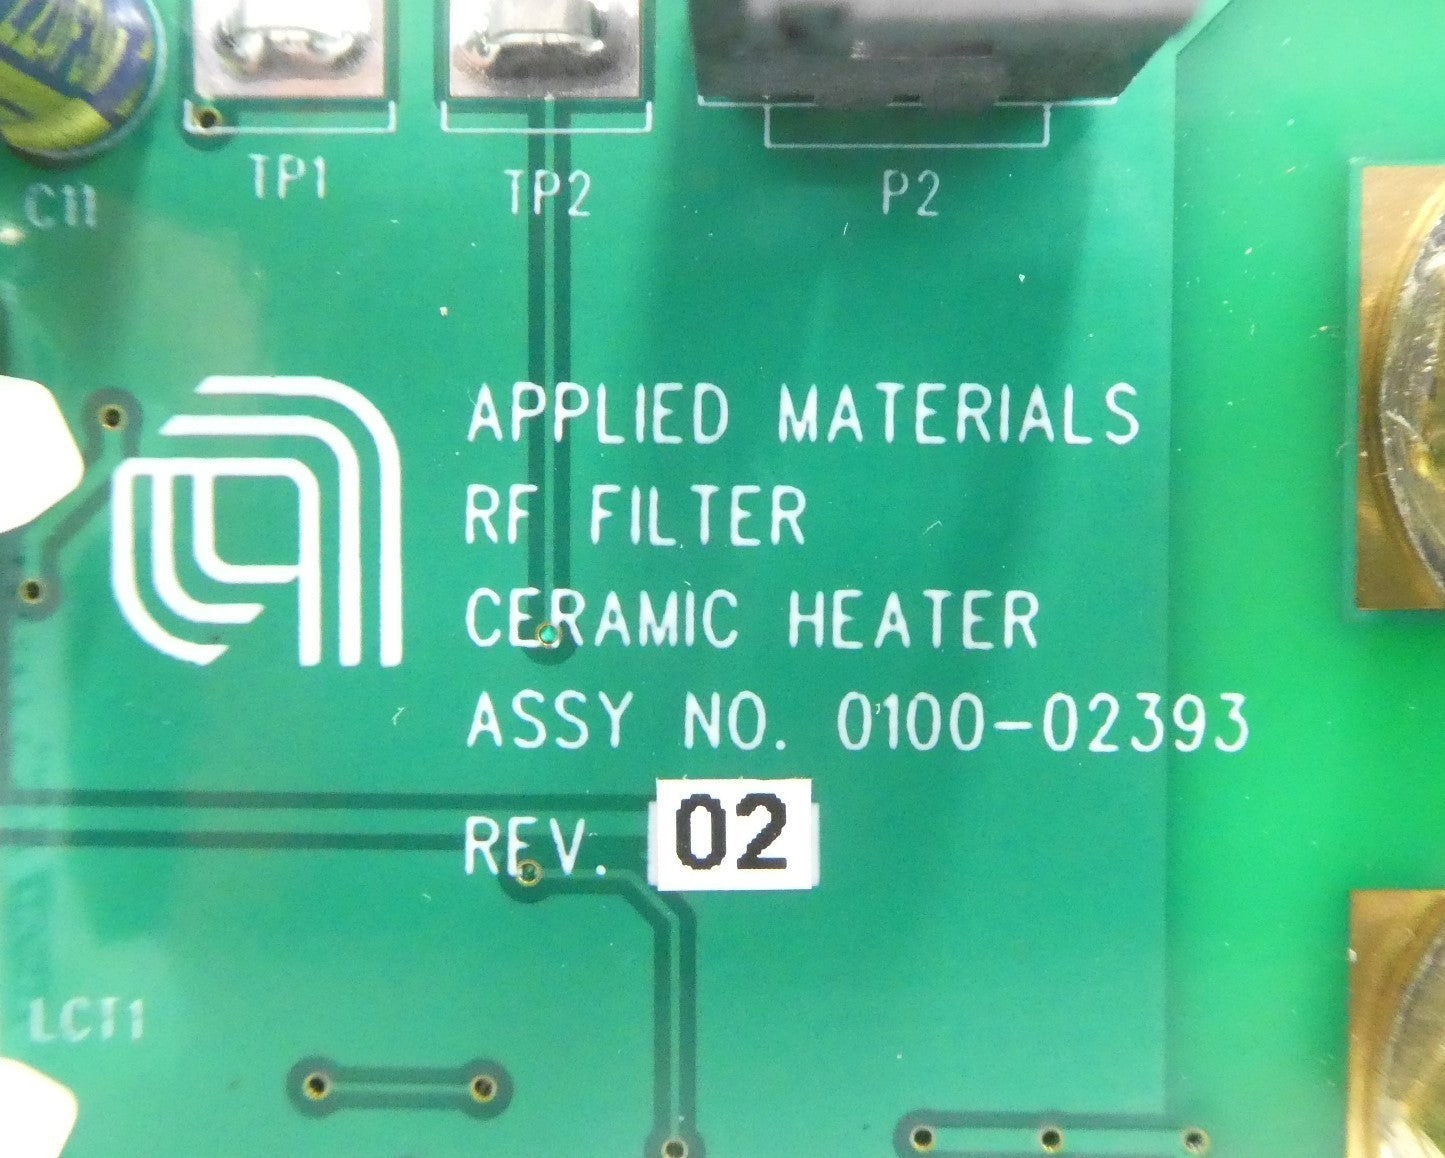 TP1
TP2
P2
C11
APPLIED MATERIALS
RF FILTER
CERAMIC HEATER
ASSY NO. 0100-02393
REV. 02
LCT1